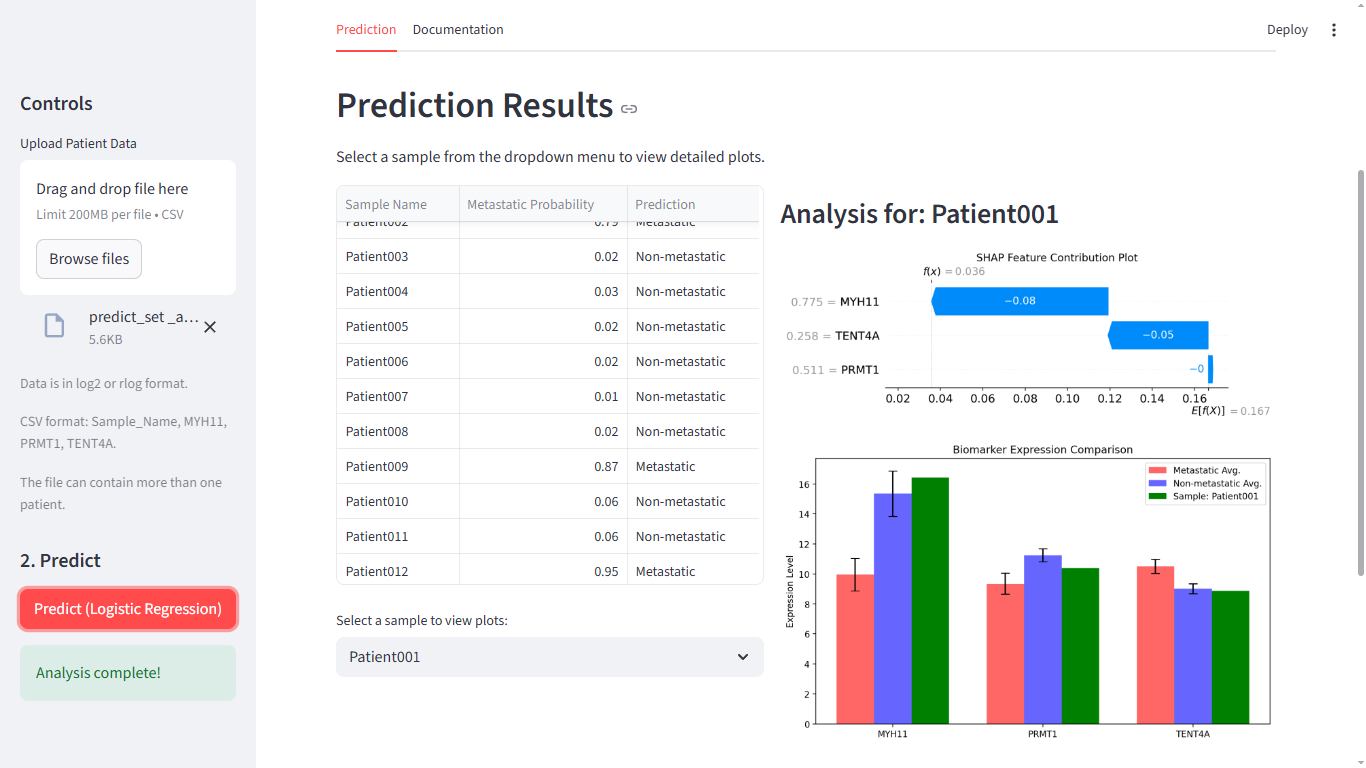 Prediction
Documentation
Deploy
Controls
Upload Patient Data
Drag and drop file here
Limit 200MB per file • CSV
Browse files
predict_set _a...
5.6KB
Data is in log2 or rlog format.
CSV format: Sample_Name, MYH11,
PRMT1, TENT4A.
The file can contain more than one
patient.
2. Predict
Predict (Logistic Regression)
Analysis complete!
Prediction Results
Select a sample from the dropdown menu to view detailed plots.
Sample Name Metastatic Probability Prediction
Patient002 0.79 Metastatic
Patient003 0.02 Non-metastatic
Patient004 0.03 Non-metastatic
Patient005 0.02 Non-metastatic
Patient006 0.02 Non-metastatic
Patient007 0.01 Non-metastatic
Patient008 0.02 Non-metastatic
Patient009 0.87 Metastatic
Patient010 0.06 Non-metastatic
Patient011 0.06 Non-metastatic
Patient012 0.95 Metastatic
Select a sample to view plots:
Patient001
Analysis for: Patient001
SHAP Feature Contribution Plot
f(x) = 0.036
0.775 = MYH11 −0.08
0.258 = TENT4A −0.05
0.511 = PRMT1 −0
0.02 0.04 0.06 0.08 0.10 0.12 0.14 0.16
E[f(X)] = 0.167
Biomarker Expression Comparison
Metastatic Avg.
Non-metastatic Avg.
Sample: Patient001
Expression Level
16
14
12
10
8
6
4
2
0
MYH11 PRMT1 TENT4A